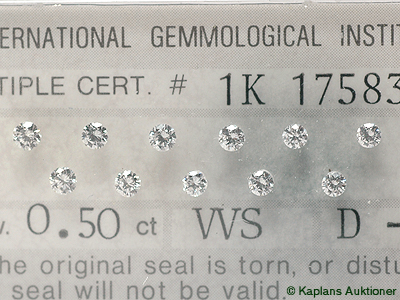 ERNATIONAL GEMMOLOGICAL INSTIT
TIPLE CERT. # 1K 17583
w. 0.50 ct VVS D -
he original seal is torn, or distu
seal will not be valid.
© Kaplans Auktioner